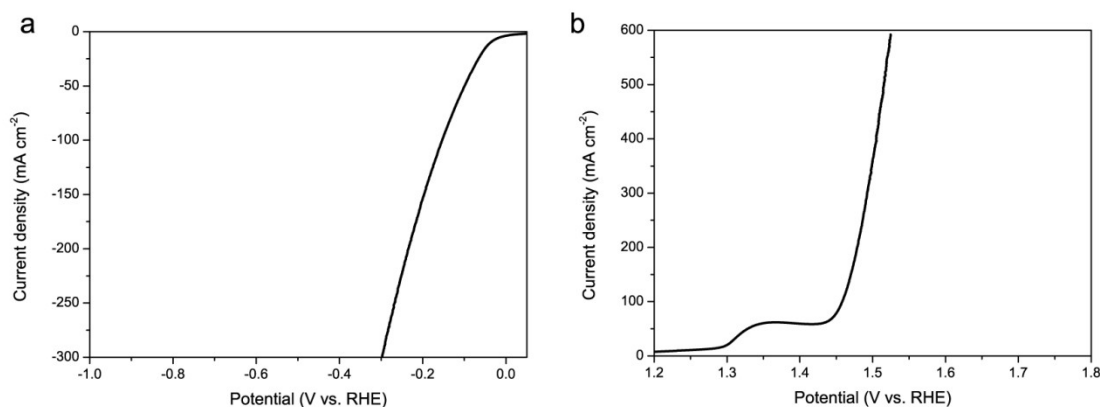 a
0
-50
-100
-150
-200
-250
-300
-1.0 -0.8 -0.6 -0.4 -0.2 0.0
Current density (mA cm⁻²)
Potential (V vs. RHE)
b
600
500
400
300
200
100
0
1.2 1.3 1.4 1.5 1.6 1.7 1.8
Current density (mA cm⁻²)
Potential (V vs. RHE)